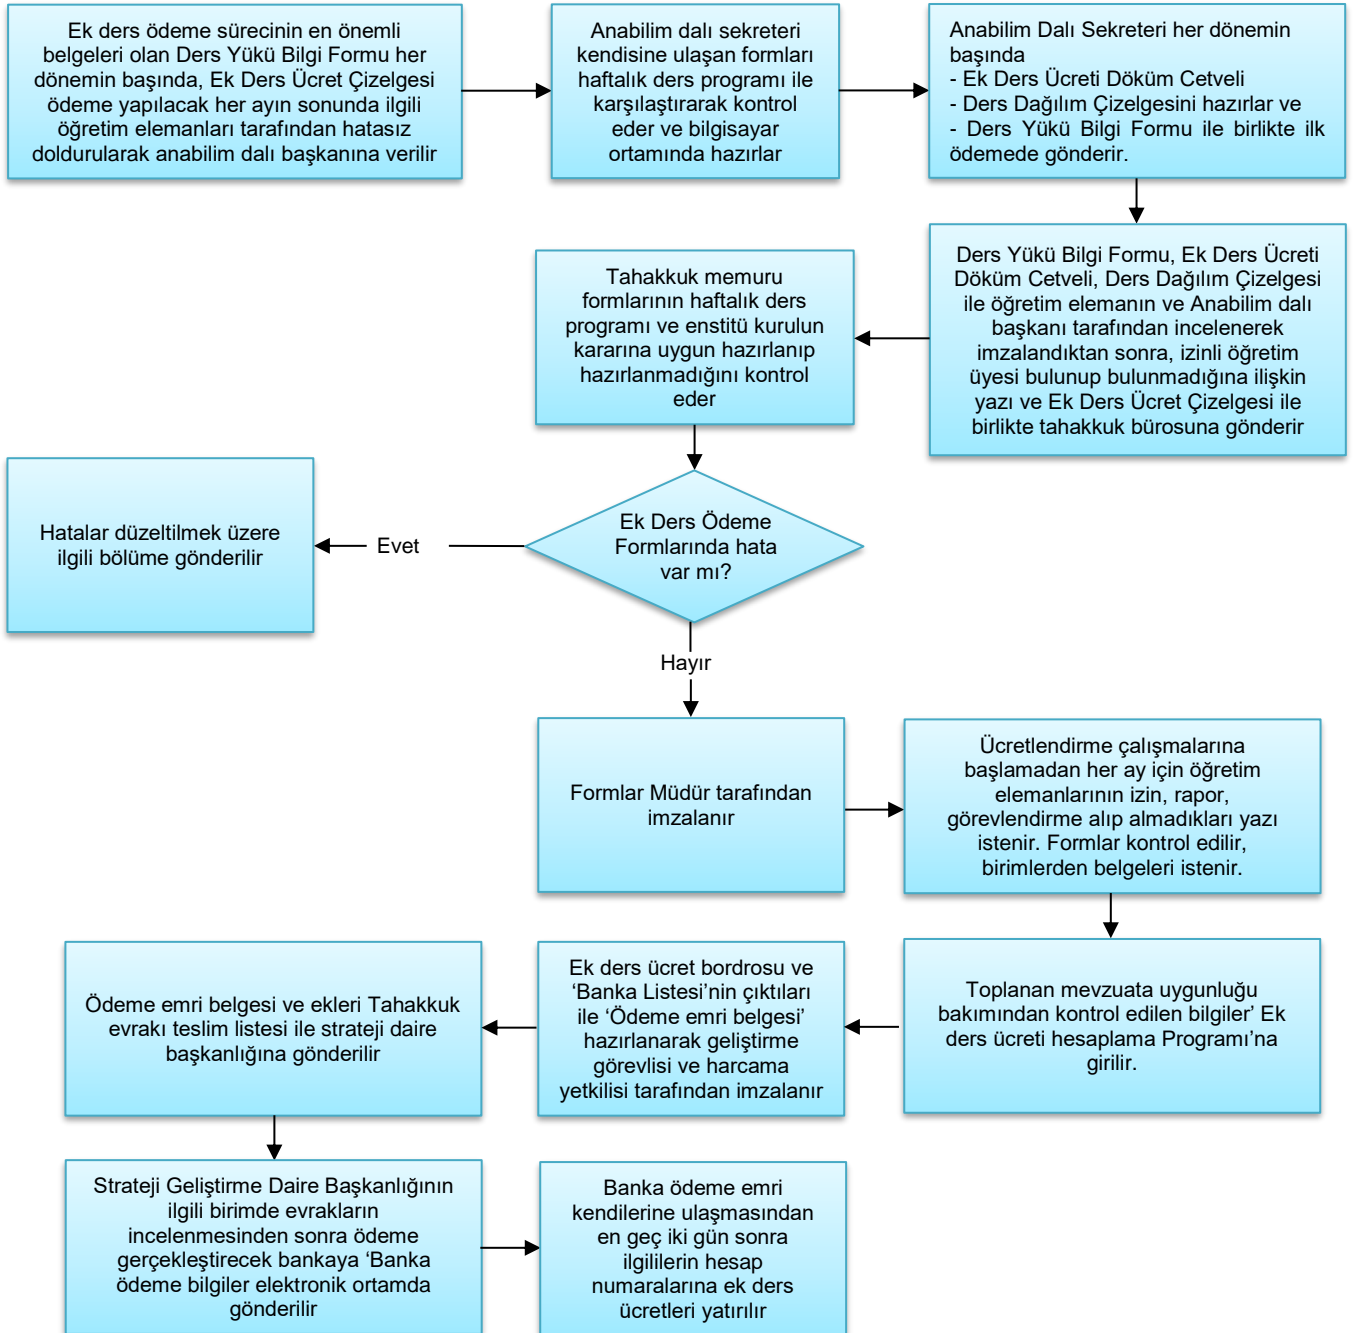 Ek ders ödeme sürecinin en önemli
belgeleri olan Ders Yükü Bilgi Formu her
dönemin başında, Ek Ders Ücret Çizelgesi
ödeme yapılacak her ayın sonunda ilgili
öğretim elemanları tarafından hatasız
doldurularak anabilim dalı başkanına verilir
Anabilim dalı sekreteri
kendisine ulaşan formları
haftalık ders programı ile
karşılaştırarak kontrol
eder ve bilgisayar
ortamında hazırlar
Anabilim Dalı Sekreteri her dönemin
başında
- Ek Ders Ücreti Döküm Cetveli
- Ders Dağılım Çizelgesini hazırlar ve
- Ders Yükü Bilgi Formu ile birlikte ilk
ödemede gönderir.
Ders Yükü Bilgi Formu, Ek Ders Ücreti
Döküm Cetveli, Ders Dağılım Çizelgesi
ile öğretim elemanın ve Anabilim dalı
başkanı tarafından incelenerek
imzalandıktan sonra, izinli öğretim
üyesi bulunup bulunmadığına ilişkin
yazı ve Ek Ders Ücret Çizelgesi ile
birlikte tahakkuk bürosuna gönderir
Tahakkuk memuru
formlarının haftalık ders
programı ve enstitü kurulun
kararına uygun hazırlanıp
hazırlanmadığını kontrol
eder
Ek Ders Ödeme
Formlarında hata
var mı?
Evet
Hatalar düzeltilmek üzere
ilgili bölüme gönderilir
Hayır
Formlar Müdür tarafından
imzalanır
Ücretlendirme çalışmalarına
başlamadan her ay için öğretim
elemanlarının izin, rapor,
görevlendirme alıp almadıkları yazı
istenir. Formlar kontrol edilir,
birimlerden belgeleri istenir.
Toplanan mevzuata uygunluğu
bakımından kontrol edilen bilgiler’ Ek
ders ücreti hesaplama Programı’na
girilir.
Ek ders ücret bordrosu ve
‘Banka Listesi’nin çıktıları
ile ‘Ödeme emri belgesi’
hazırlanarak geliştirme
görevlisi ve harcama
yetkilisi tarafından imzalanır
Ödeme emri belgesi ve ekleri Tahakkuk
evrakı teslim listesi ile strateji daire
başkanlığına gönderilir
Strateji Geliştirme Daire Başkanlığının
ilgili birimde evrakların
incelenmesinden sonra ödeme
gerçekleştirecek bankaya ‘Banka
ödeme bilgiler elektronik ortamda
gönderilir
Banka ödeme emri
kendilerine ulaşmasından
en geç iki gün sonra
ilgililerin hesap
numaralarına ek ders
ücretleri yatırılır